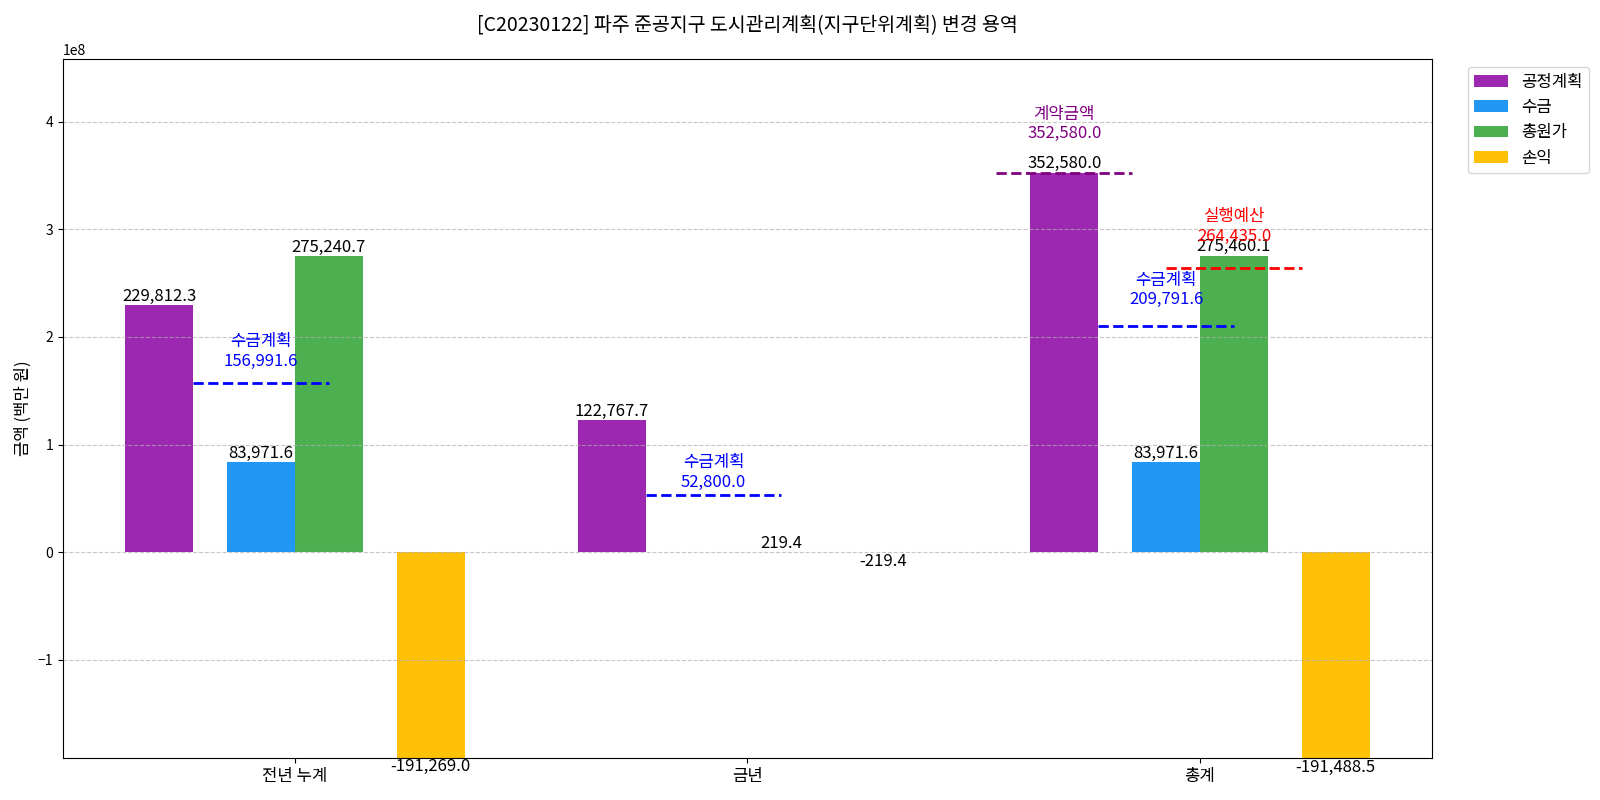 [C20230122] 파주 준공지구 도시관리계획(지구단위계획) 변경 용역
1e8
금액 (백만 원)
4
3
2
1
0
−1
229,812.3
수금계획
156,991.6
83,971.6
275,240.7
-191,269.0
122,767.7
수금계획
52,800.0
219.4
-219.4
계약금액
352,580.0
352,580.0
수금계획
209,791.6
83,971.6
실행예산
264,435.0
275,460.1
-191,488.5
전년 누계
금년
총계
공정계획
수금
총원가
손익